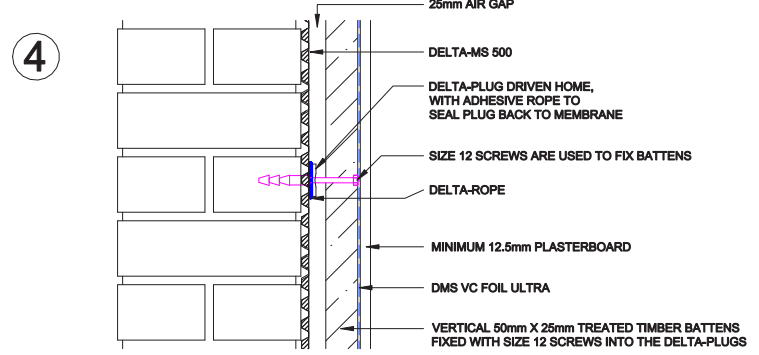 25mm AIR GAP
4
DELTA-MS 500
DELTA-PLUG DRIVEN HOME,
WITH ADHESIVE ROPE TO
SEAL PLUG BACK TO MEMBRANE
SIZE 12 SCREWS ARE USED TO FIX BATTENS
DELTA-ROPE
MINIMUM 12.5mm PLASTERBOARD
DMS VC FOIL ULTRA
VERTICAL 50mm X 25mm TREATED TIMBER BATTENS
FIXED WITH SIZE 12 SCREWS INTO THE DELTA-PLUGS